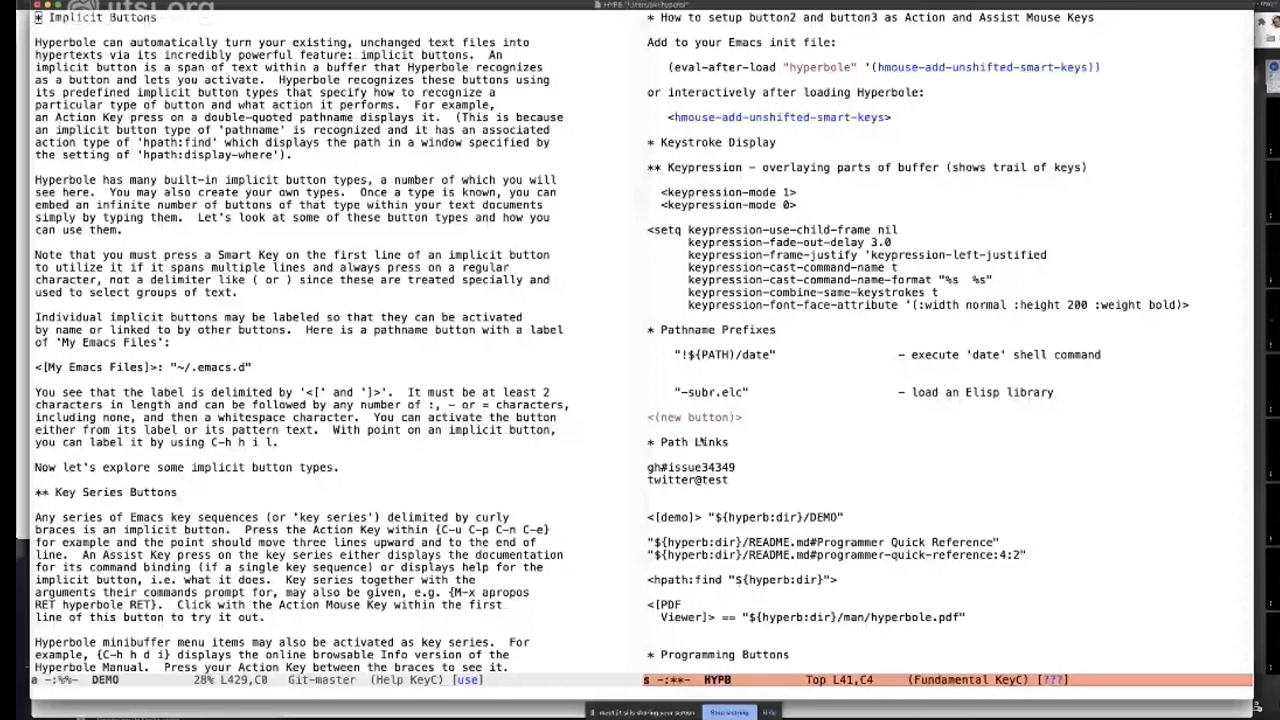 * Implicit Buttons
Hyperbole can automatically turn your existing, unchanged text files into
hypertexts via its incredibly powerful feature: implicit buttons.  An
implicit button is a span of text within a buffer that Hyperbole recognizes
as a button and lets you activate.  Hyperbole recognizes these buttons using
its predefined implicit button types that specify how to recognize a
particular type of button and what action it performs.  For example,
an Action Key press on a double-quoted pathname displays it.  (This is because
an implicit button type of 'pathname' is recognized and it has an associated
action type of 'hpath:find' which displays the path in a window specified by
the setting of 'hpath:display-where').
Hyperbole has many built-in implicit button types, a number of which you will
see here.  You may also create your own types.  Once a type is known, you can
embed an infinite number of buttons of that type within your text documents
simply by typing them.  Let's look at some of these button types and how you
can use them.
Note that you must press a Smart Key on the first line of an implicit button
to utilize it if it spans multiple lines and always press on a regular
character, not a delimiter like ( or ) since these are treated specially and
used to select groups of text.
Individual implicit buttons may be labeled so that they can be activated
by name or linked to by other buttons.  Here is a pathname button with a label
of 'My Emacs Files':
<[My Emacs Files]>: "~/.emacs.d"
You see that the label is delimited by '<[' and ']>'.  It must be at least 2
characters in length and can be followed by any number of :, - or = characters,
including none, and then a whitespace character.  You can activate the button
either from its label or its pattern text.  With point on an implicit button,
you can label it by using C-h h i l.
Now let's explore some implicit button types.
** Key Series Buttons
Any series of Emacs key sequences (or 'key series') delimited by curly
braces is an implicit button.  Press the Action Key within {C-u C-p C-n C-e}
for example and the point should move three lines upward and to the end of
line.  An Assist Key press on the key series either displays the documentation
for its command binding (if a single key sequence) or displays help for the
implicit button, i.e. what it does.  Key series together with the
arguments their commands prompt for, may also be given, e.g. {M-x apropos
RET hyperbole RET}.  Click with the Action Mouse Key within the first
line of this button to try it out.
Hyperbole minibuffer menu items may also be activated as key series.  For
example, {C-h h d i} displays the online browsable Info version of the
Hyperbole Manual.  Press your Action Key between the braces to see it.
a -:%%-  DEMO   28% L429,C0   Git-master  (Help KeyC) [use]
* How to setup button2 and button3 as Action and Assist Mouse Keys
Add to your Emacs init file:
(eval-after-load "hyperbole" '(hmouse-add-unshifted-smart-keys))
or interactively after loading Hyperbole:
<hmouse-add-unshifted-smart-keys>
* Keystroke Display
** Keypression - overlaying parts of buffer (shows trail of keys)
<keypression-mode 1>
<keypression-mode 0>
<setq keypression-use-child-frame nil
keypression-fade-out-delay 3.0
keypression-frame-justify 'keypression-left-justified
keypression-cast-command-name t
keypression-cast-command-name-format "%s  %s"
keypression-combine-same-keystrokes t
keypression-font-face-attribute '(:width normal :height 200 :weight bold)>
* Pathname Prefixes
"!${PATH}/date"   - execute 'date' shell command
"-subr.elc"   - load an Elisp library
<(new button)>
* Path Links
gh#issue34349
twitter@test
<[demo]> "${hyperb:dir}/DEMO"
"${hyperb:dir}/README.md#Programmer Quick Reference"
"${hyperb:dir}/README.md#programmer-quick-reference:4:2"
<hpath:find "${hyperb:dir}">
<[PDF
Viewer]> == "${hyperb:dir}/man/hyperbole.pdf"
* Programming Buttons
s -:**-  HYPB   Top L41,C4   (Fundamental KeyC) [???]
meet.jit.si is sharing your screen.   Stop sharing   Hide